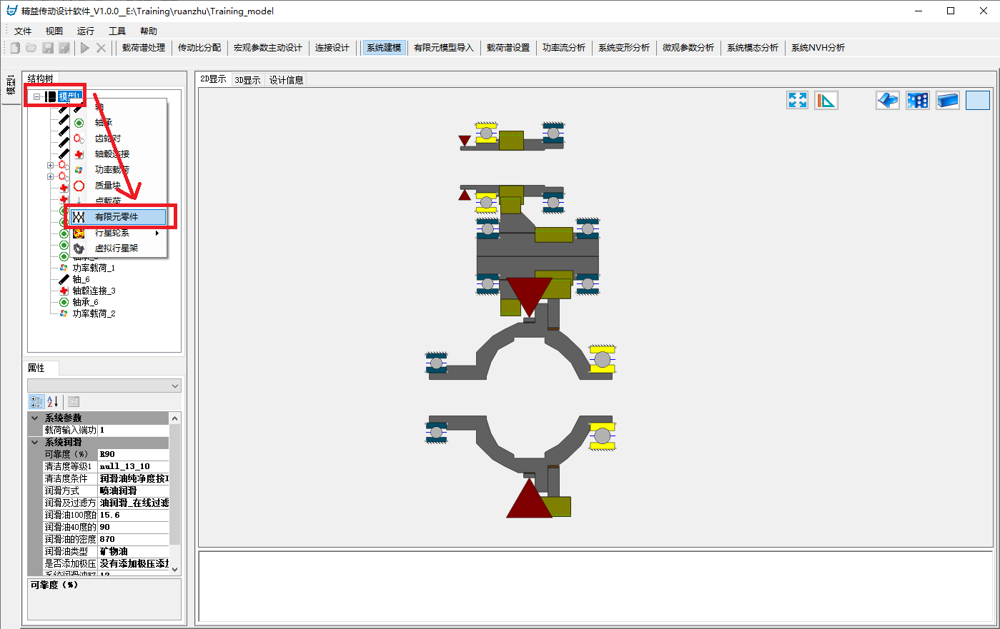 精益传动设计软件_V1.0.0__E:\Training\ruanzhu\Training_model
文件 视图 运行 工具 帮助
载荷谱处理 传动比分配 宏观参数主动设计 连接设计 系统建模 有限元模型导入 载荷谱设置 功率流分析 系统变形分析 微观参数分析 系统模态分析 系统NVH分析
模型1
结构树
模型1
轴
轴承
齿轮对
轴毂连接
功率载荷
质量块
点载荷
有限元零件
行星轮系
虚拟行星架
功率载荷_1
轴_6
轴毂连接_3
轴承_6
功率载荷_2
属性
系统参数
载荷输入端功 1
系统润滑
可靠度（%） R90
清洁度等级1 null_13_10
清洁度条件 润滑油纯净度按I
润滑方式 喷油润滑
润滑及过滤方 油润滑_在线过滤
润滑油100度的 15.6
润滑油40度的 90
润滑油的密度 870
润滑油类型 矿物油
是否添加极压 没有添加极压添加
可靠度（%）
2D显示 3D显示 设计信息